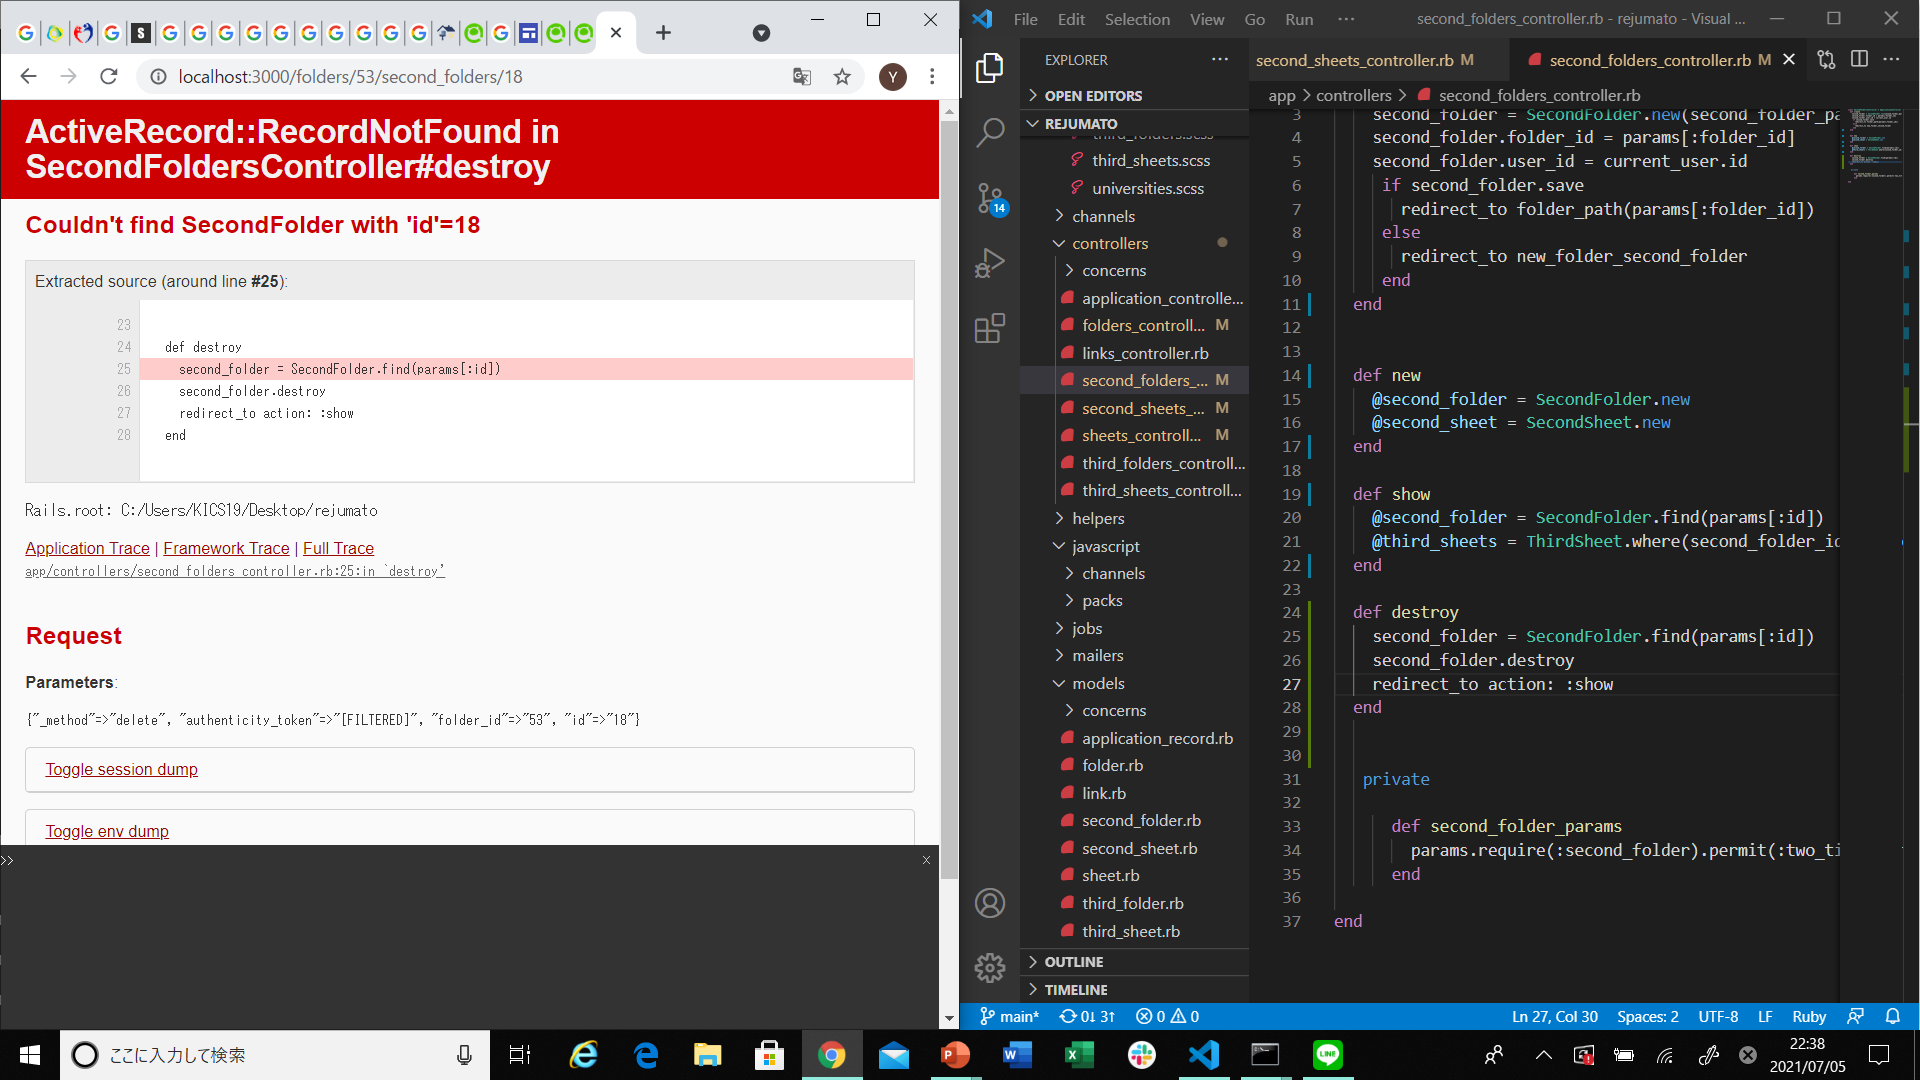 localhost:3000/folders/53/second_folders/18
Y
ActiveRecord::RecordNotFound in
SecondFoldersController#destroy
Couldn't find SecondFolder with 'id'=18
Extracted source (around line #25):
23
24 def destroy
25 second_folder = SecondFolder.find(params[:id])
26 second_folder.destroy
27 redirect_to action: :show
28 end
Rails.root: C:/Users/KICS19/Desktop/rejumato
Application Trace | Framework Trace | Full Trace
app/controllers/second_folders_controller.rb:25:in `destroy'
Request
Parameters:
{"_method"=>"delete", "authenticity_token"=>"[FILTERED]", "folder_id"=>"53", "id"=>"18"}
Toggle session dump
Toggle env dump
>>
x
File Edit Selection View Go Run ···
second_folders_controller.rb - rejumato - Visual ...
EXPLORER
OPEN EDITORS
REJUMATO
third_folders.scss
third_sheets.scss
universities.scss
channels
controllers
concerns
application_controlle...
folders_controll... M
links_controller.rb
second_folders_... M
second_sheets_... M
sheets_controll... M
third_folders_controll...
third_sheets_controll...
helpers
javascript
channels
packs
jobs
mailers
models
concerns
application_record.rb
folder.rb
link.rb
second_folder.rb
second_sheet.rb
sheet.rb
third_folder.rb
third_sheet.rb
OUTLINE
TIMELINE
14
second_sheets_controller.rb M
second_folders_controller.rb M
app > controllers > second_folders_controller.rb
3 second_folder = SecondFolder.new(second_folder_pa
4 second_folder.folder_id = params[:folder_id]
5 second_folder.user_id = current_user.id
6 if second_folder.save
7 redirect_to folder_path(params[:folder_id])
8 else
9 redirect_to new_folder_second_folder
10 end
11 end
12
13
14 def new
15 @second_folder = SecondFolder.new
16 @second_sheet = SecondSheet.new
17 end
18
19 def show
20 @second_folder = SecondFolder.find(params[:id])
21 @third_sheets = ThirdSheet.where(second_folder_id
22 end
23
24 def destroy
25 second_folder = SecondFolder.find(params[:id])
26 second_folder.destroy
27 redirect_to action: :show
28 end
29
30
31 private
32
33 def second_folder_params
34 params.require(:second_folder).permit(:two_ti
35 end
36
37 end
main* 0↓ 3↑ 0 0
Ln 27, Col 30 Spaces: 2 UTF-8 LF Ruby
ここに入力して検索
LINE
22:38
2021/07/05